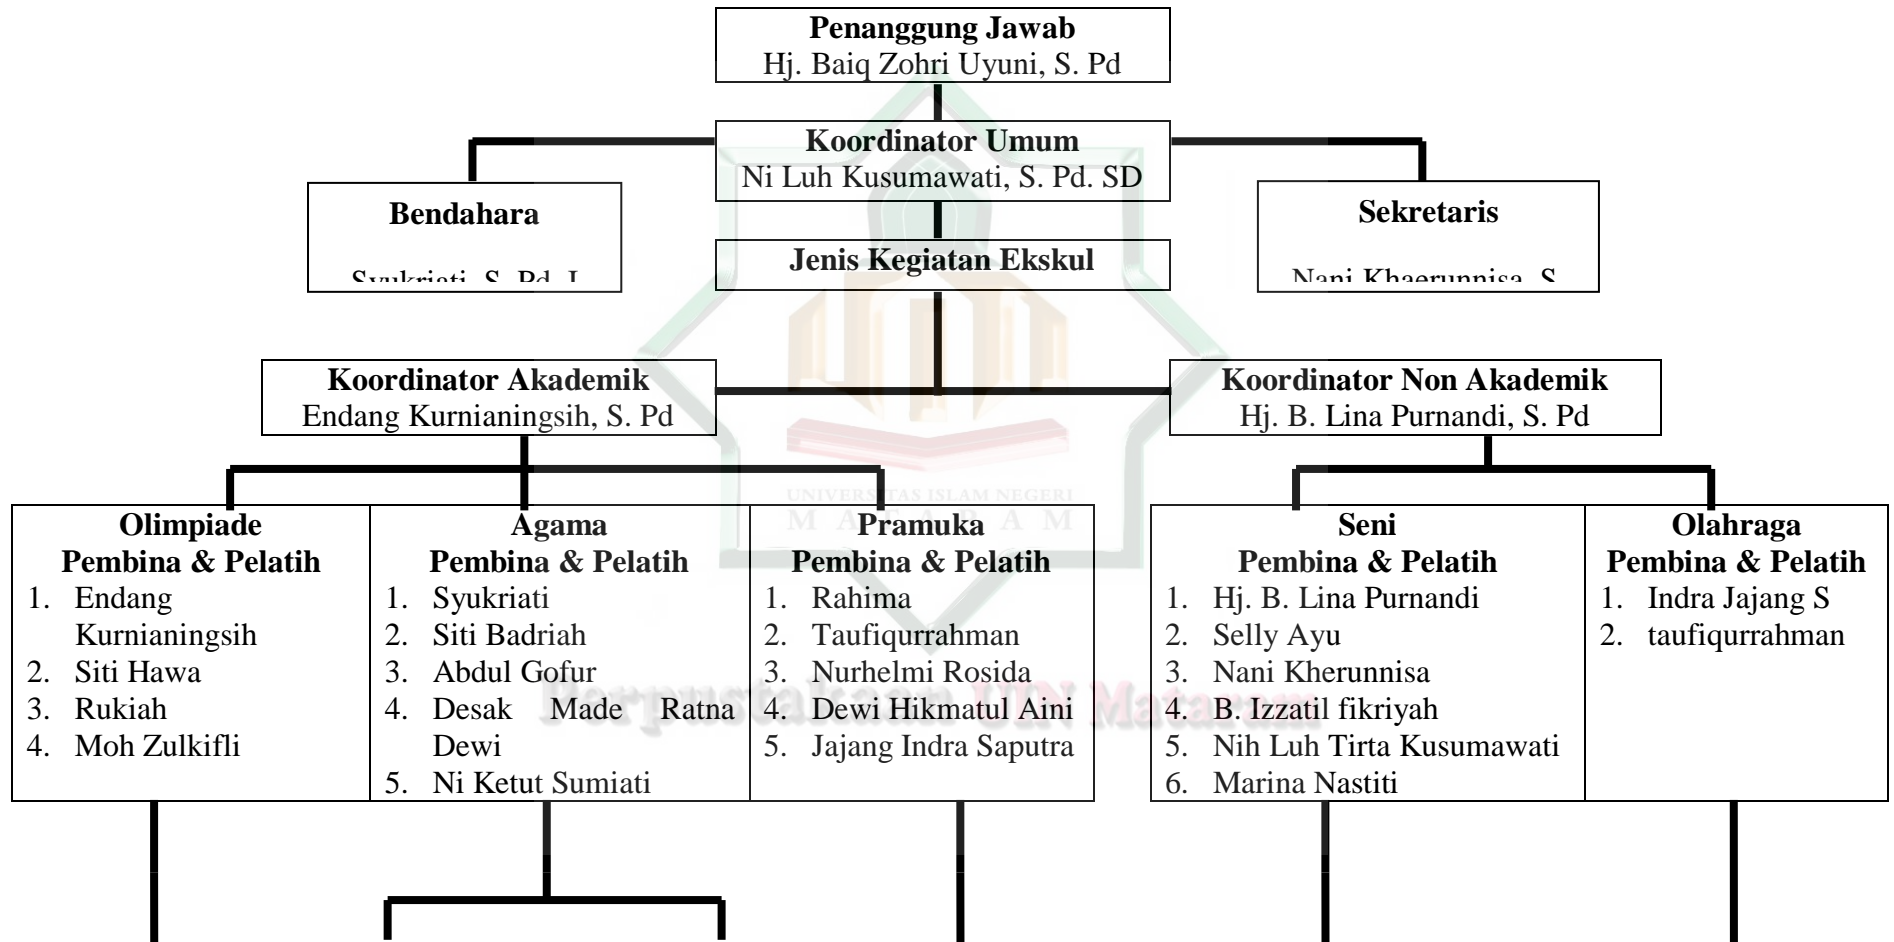 Penanggung Jawab
Hj. Baiq Zohri Uyuni, S. Pd
Koordinator Umum
Ni Luh Kusumawati, S. Pd. SD
Bendahara
Syukriati, S. Pd. I
Sekretaris
Nani Khaerunnisa, S
Jenis Kegiatan Ekskul
Koordinator Akademik
Endang Kurnianingsih, S. Pd
Koordinator Non Akademik
Hj. B. Lina Purnandi, S. Pd
UNIVERSITAS ISLAM NEGERI
MATARAM
Olimpiade
Pembina & Pelatih
1. Endang
Kurnianingsih
2. Siti Hawa
3. Rukiah
4. Moh Zulkifli
Agama
Pembina & Pelatih
1. Syukriati
2. Siti Badriah
3. Abdul Gofur
4. Desak Made Ratna
Dewi
5. Ni Ketut Sumiati
Pramuka
Pembina & Pelatih
1. Rahima
2. Taufiqurrahman
3. Nurhelmi Rosida
4. Dewi Hikmatul Aini
5. Jajang Indra Saputra
Seni
Pembina & Pelatih
1. Hj. B. Lina Purnandi
2. Selly Ayu
3. Nani Kherunnisa
4. B. Izzatil fikriyah
5. Nih Luh Tirta Kusumawati
6. Marina Nastiti
Olahraga
Pembina & Pelatih
1. Indra Jajang S
2. taufiqurrahman
Perpustakaan UIN Mataram